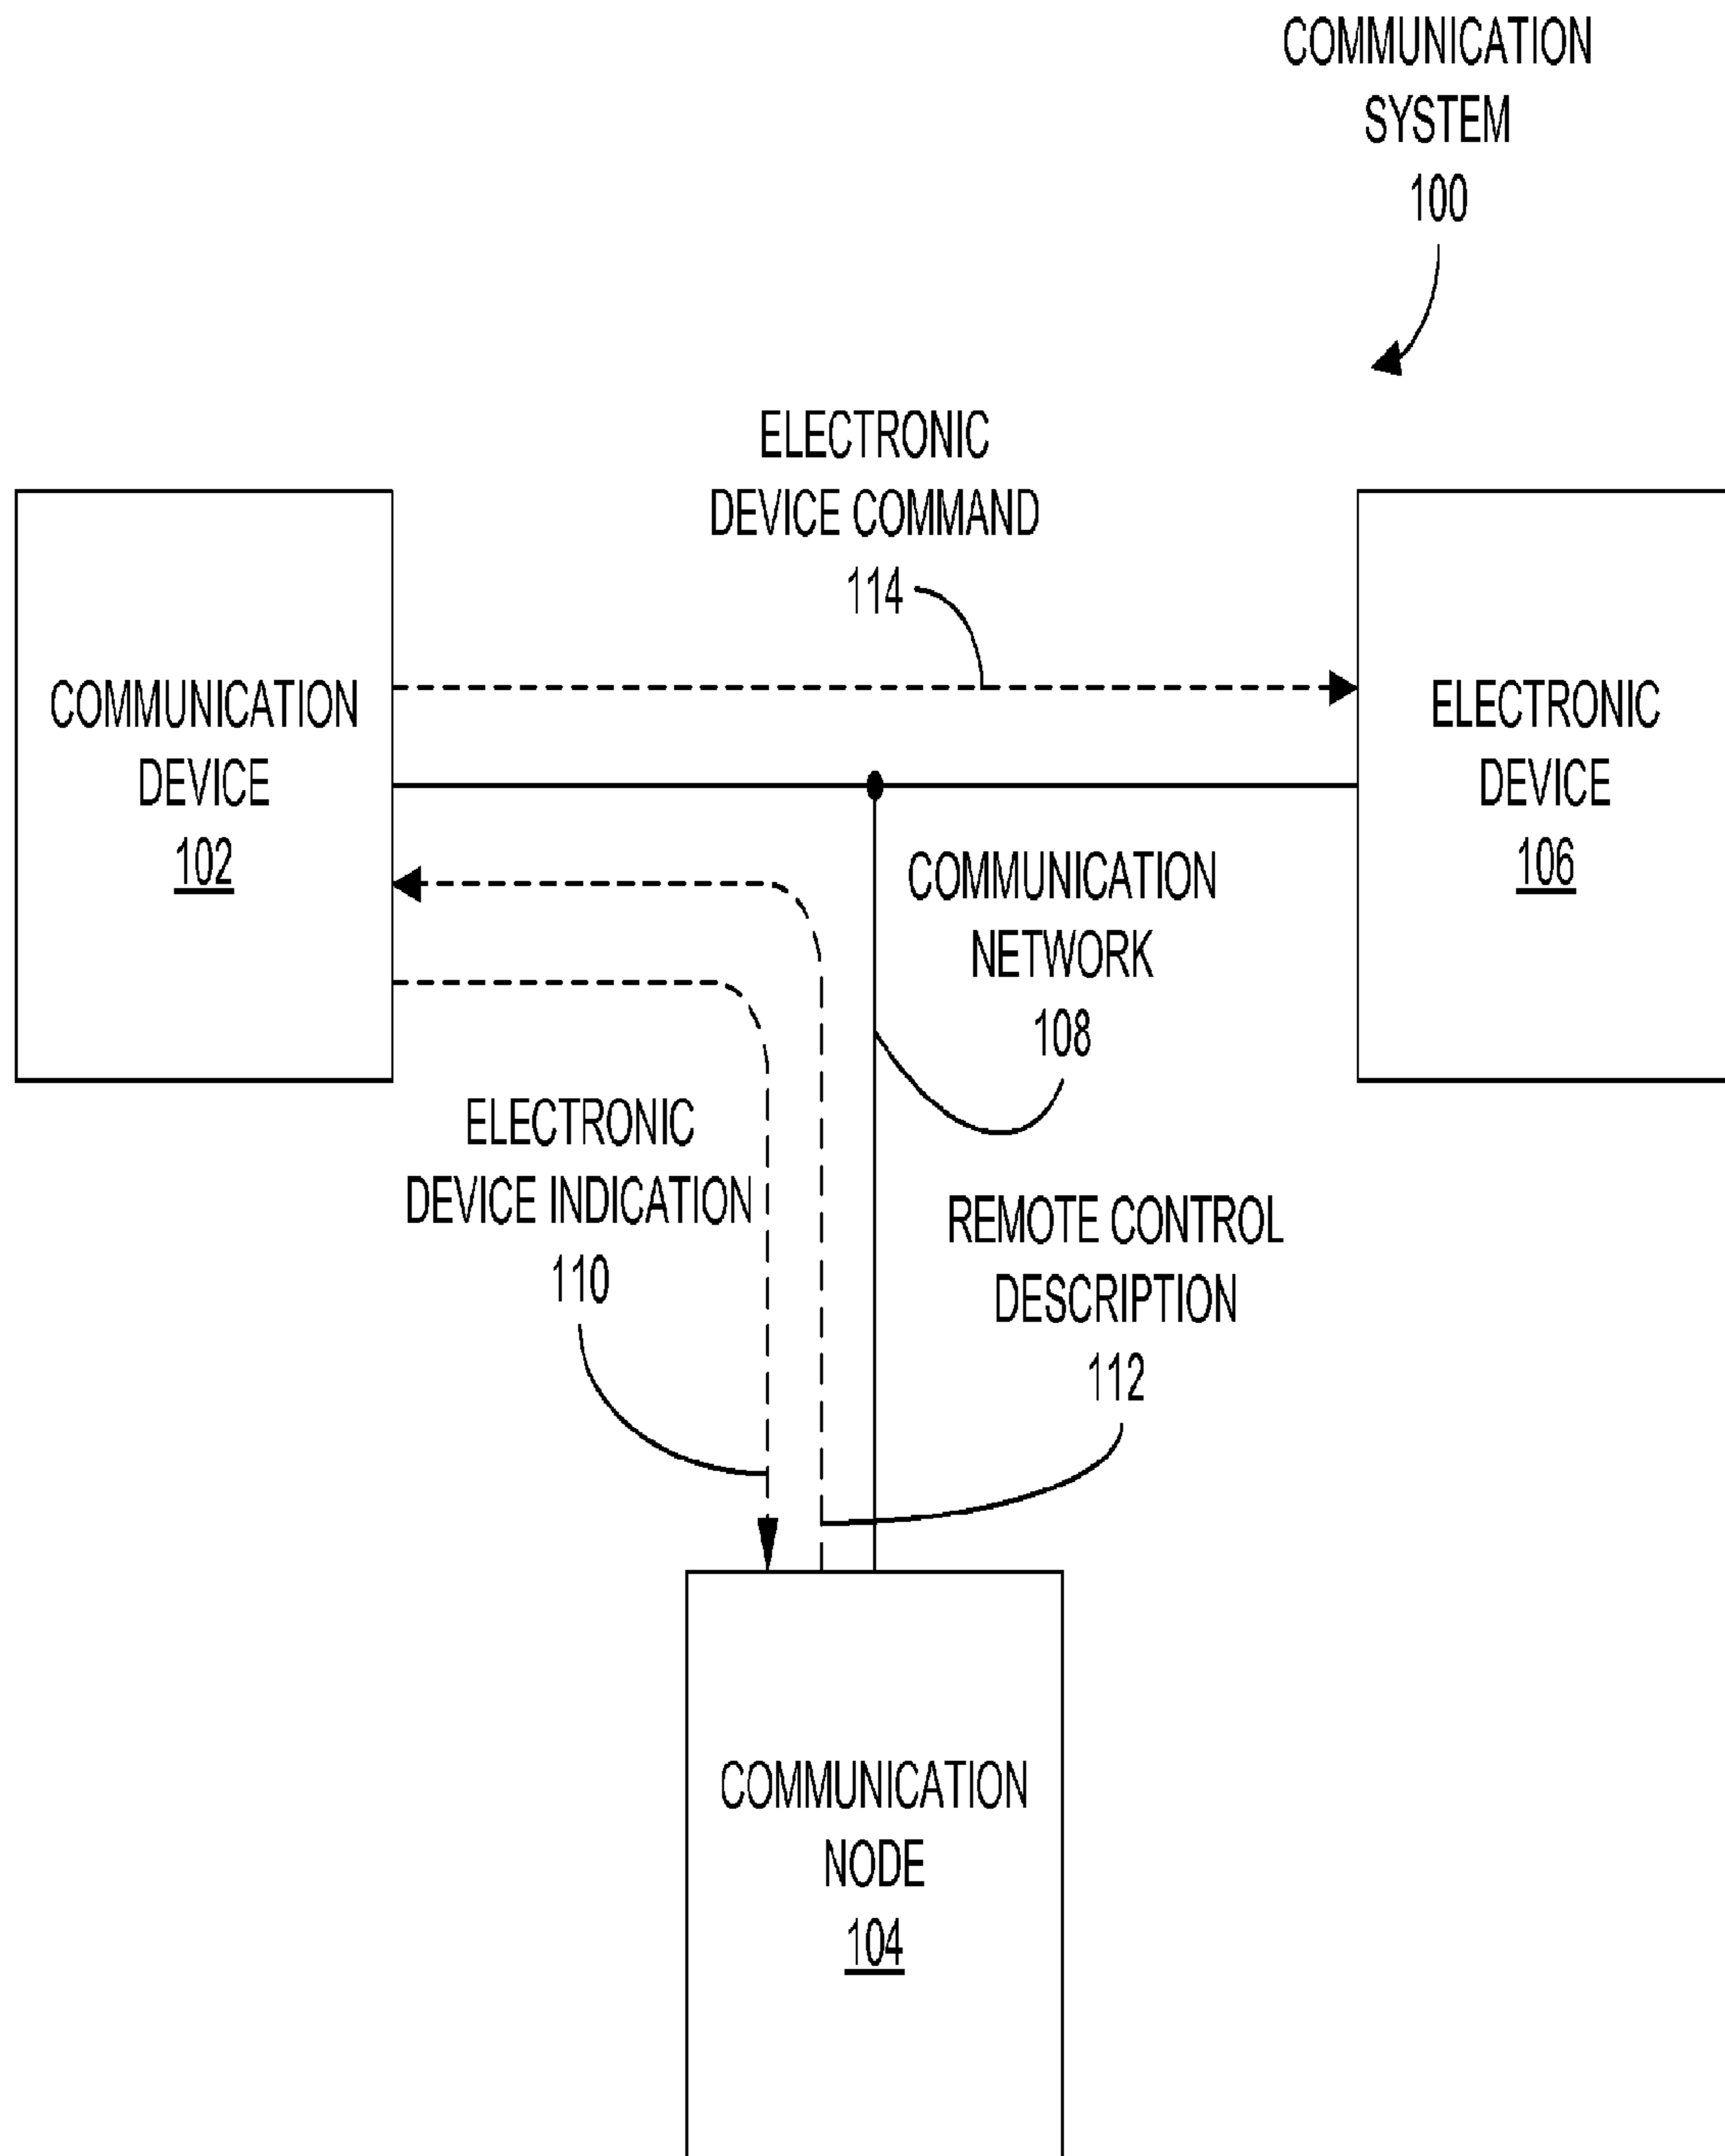 COMMUNICATION
SYSTEM
100
ELECTRONIC
DEVICE COMMAND
114
COMMUNICATION
DEVICE
102
ELECTRONIC
DEVICE
106
COMMUNICATION
NETWORK
108
ELECTRONIC
DEVICE INDICATION
110
REMOTE CONTROL
DESCRIPTION
112
COMMUNICATION
NODE
104